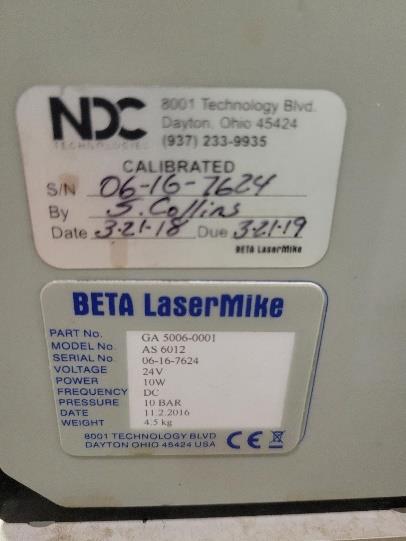 NDC
TECHNOLOGIES
8001 Technology Blvd.
Dayton, Ohio 45424
(937) 233-9935
CALIBRATED
S/N 06-16-7624
By S. Collins
Date 3-21-18 Due 3-21-19
BETA LaserMike
BETA LaserMike
PART No. GA 5006-0001
MODEL No. AS 6012
SERIAL No. 06-16-7624
VOLTAGE 24V
POWER 10W
FREQUENCY DC
PRESSURE 10 BAR
DATE 11.2.2016
WEIGHT 4.5 kg
8001 TECHNOLOGY BLVD
DAYTON OHIO 45424 USA
CE